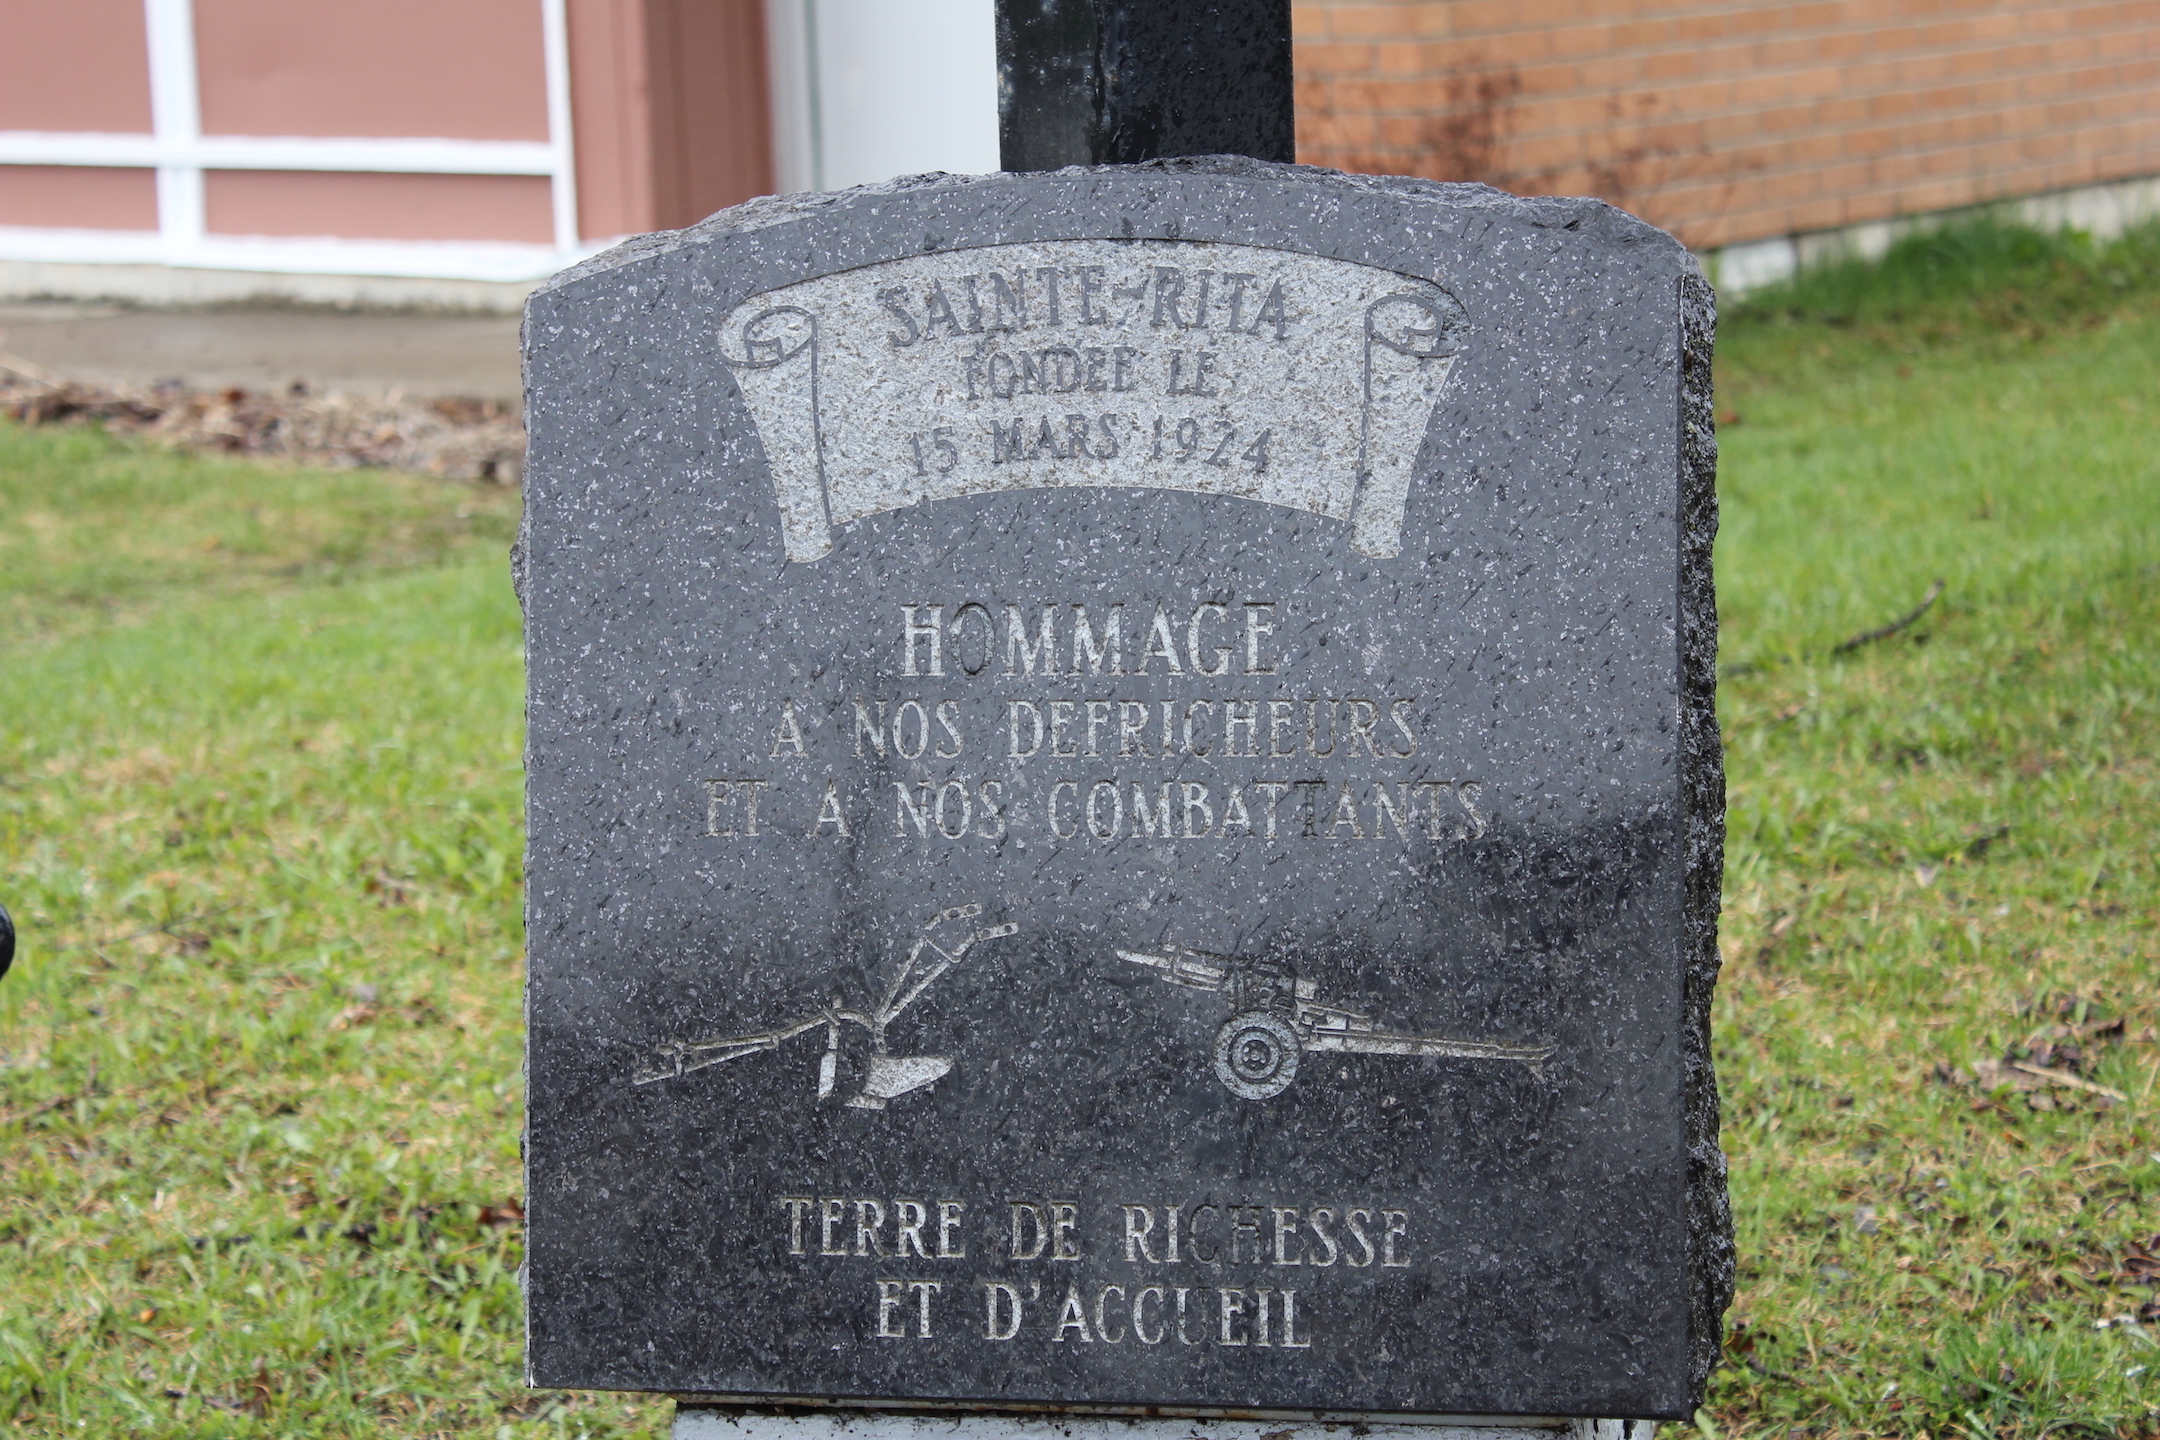 SAINTE-RITA
FONDEE LE
15 MARS 1924
HOMMAGE
A NOS DEFRICHEURS
ET A NOS COMBATTANTS
TERRE DE RICHESSE
ET D'ACCUEIL